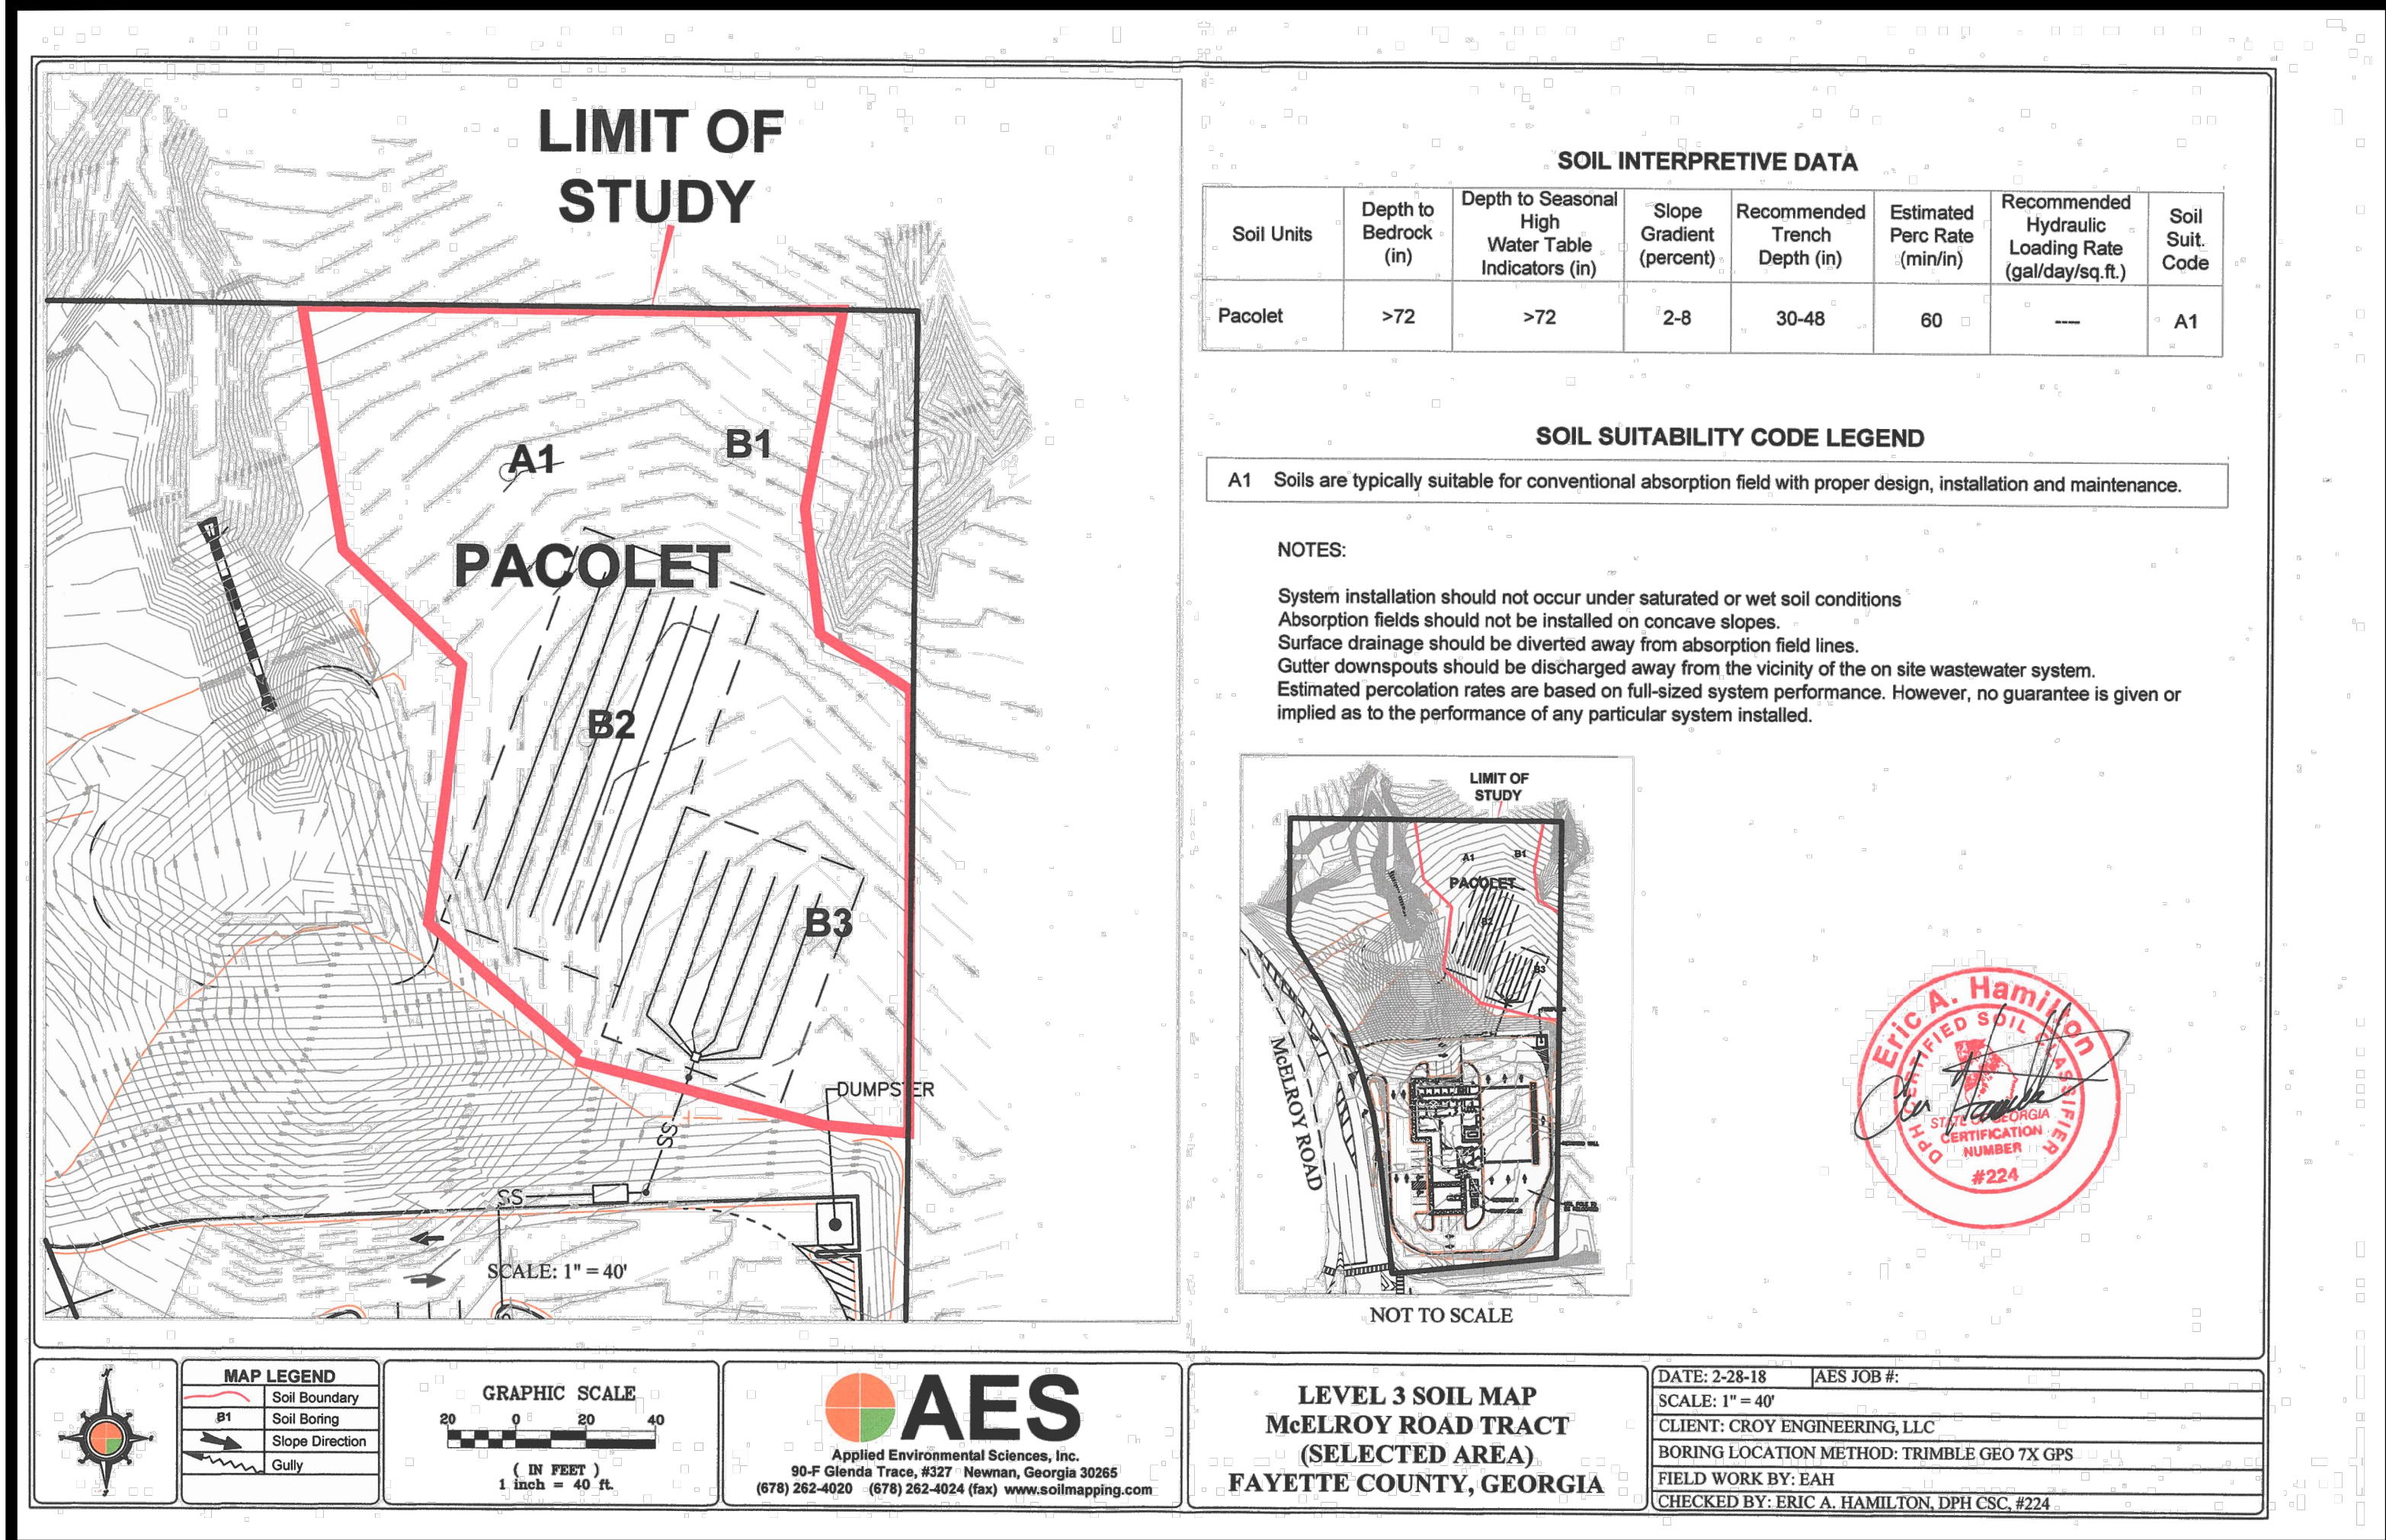 LIMIT OF
STUDY
A1
B1
PACOLET
B2
B3
DUMPSTER
SS
SS
SCALE: 1" = 40'
SOIL INTERPRETIVE DATA
Soil Units
Depth to
Bedrock
(in)
Depth to Seasonal
High
Water Table
Indicators (in)
Slope
Gradient
(percent)
Recommended
Trench
Depth (in)
Estimated
Perc Rate
(min/in)
Recommended
Hydraulic
Loading Rate
(gal/day/sq.ft.)
Soil
Suit.
Code
Pacolet >72 >72 2-8 30-48 60 ---- A1
SOIL SUITABILITY CODE LEGEND
A1 Soils are typically suitable for conventional absorption field with proper design, installation and maintenance.
NOTES:
System installation should not occur under saturated or wet soil conditions
Absorption fields should not be installed on concave slopes.
Surface drainage should be diverted away from absorption field lines.
Gutter downspouts should be discharged away from the vicinity of the on site wastewater system.
Estimated percolation rates are based on full-sized system performance. However, no guarantee is given or
implied as to the performance of any particular system installed.
LIMIT OF
STUDY
A1
B1
PACOLET
B2
B3
McELROY ROAD
NOT TO SCALE
Eric A. Hamilton
DPH CERTIFIED SOIL CLASSIFIER
STATE OF GEORGIA
CERTIFICATION
NUMBER
#224
MAP LEGEND
Soil Boundary
B1 Soil Boring
Slope Direction
Gully
GRAPHIC SCALE
20 0 20 40
( IN FEET )
1 inch = 40 ft.
AES
Applied Environmental Sciences, Inc.
90-F Glenda Trace, #327 Newnan, Georgia 30265
(678) 262-4020 (678) 262-4024 (fax) www.soilmapping.com
LEVEL 3 SOIL MAP
McELROY ROAD TRACT
(SELECTED AREA)
FAYETTE COUNTY, GEORGIA
DATE: 2-28-18 AES JOB #:
SCALE: 1" = 40'
CLIENT: CROY ENGINEERING, LLC
BORING LOCATION METHOD: TRIMBLE GEO 7X GPS
FIELD WORK BY: EAH
CHECKED BY: ERIC A. HAMILTON, DPH CSC, #224